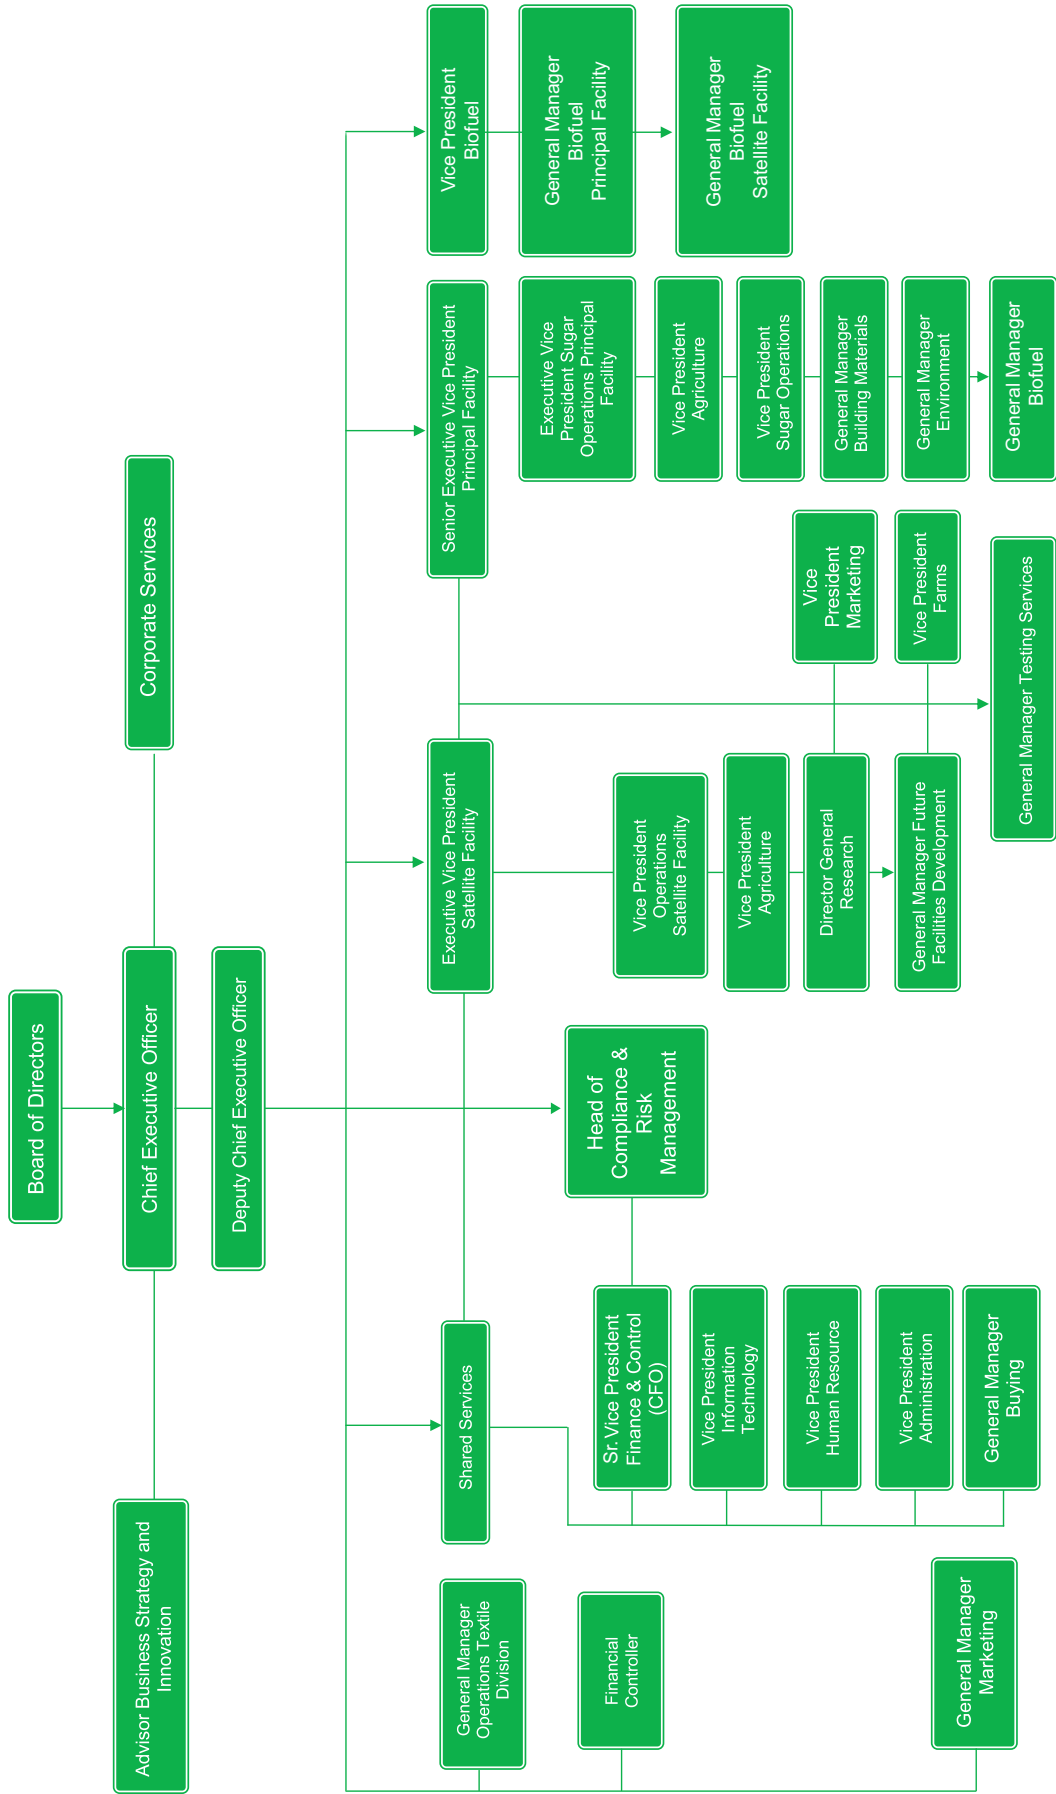 Board of Directors
Advisor Business Strategy and
Innovation
Chief Executive Officer
Corporate Services
Deputy Chief Executive Officer
General Manager
Operations Textile
Division
Financial
Controller
General Manager
Marketing
Shared Services
Sr. Vice President
Finance & Control
(CFO)
Vice President
Information
Technology
Vice President
Human Resource
Vice President
Administration
General Manager
Buying
Head of
Compliance &
Risk
Management
Executive Vice President
Satellite Facility
Vice President
Operations
Satellite Facility
Vice President
Agriculture
Director General
Research
General Manager Future
Facilities Development
Vice
President
Marketing
Vice President
Farms
General Manager Testing Services
Senior Executive Vice President
Principal Facility
Executive Vice
President Sugar
Operations Principal
Facility
Vice President
Agriculture
Vice President
Sugar Operations
General Manager
Building Materials
General Manager
Environment
General Manager
Biofuel
Vice President
Biofuel
General Manager
Biofuel
Principal Facility
General Manager
Biofuel
Satellite Facility